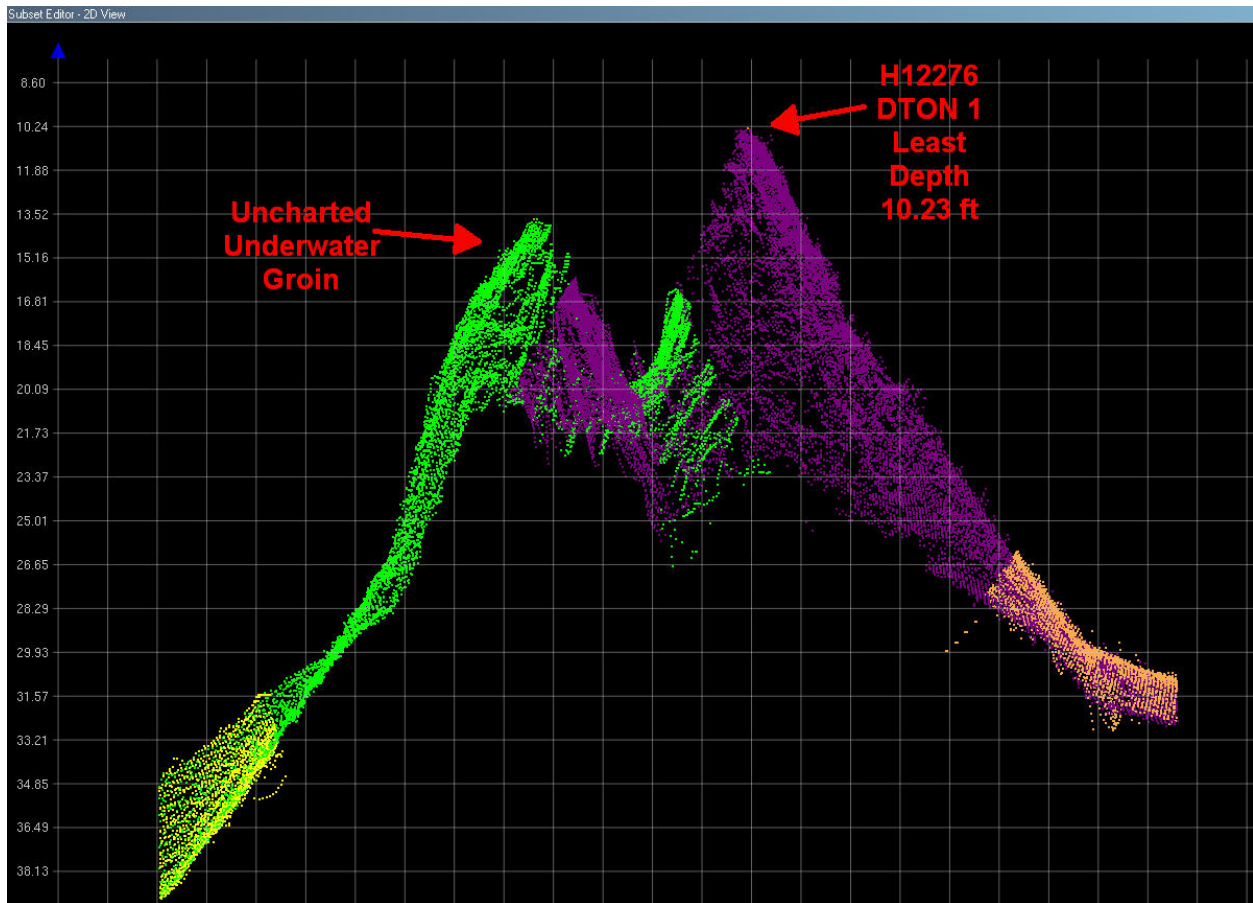 Subset Editor - 2D View
8.60
10.24
11.88
13.52
15.16
16.81
18.45
20.09
21.73
23.37
25.01
26.65
28.29
29.93
31.57
33.21
34.85
36.49
38.13
Uncharted
Underwater
Groin
H12276
DTON 1
Least
Depth
10.23 ft